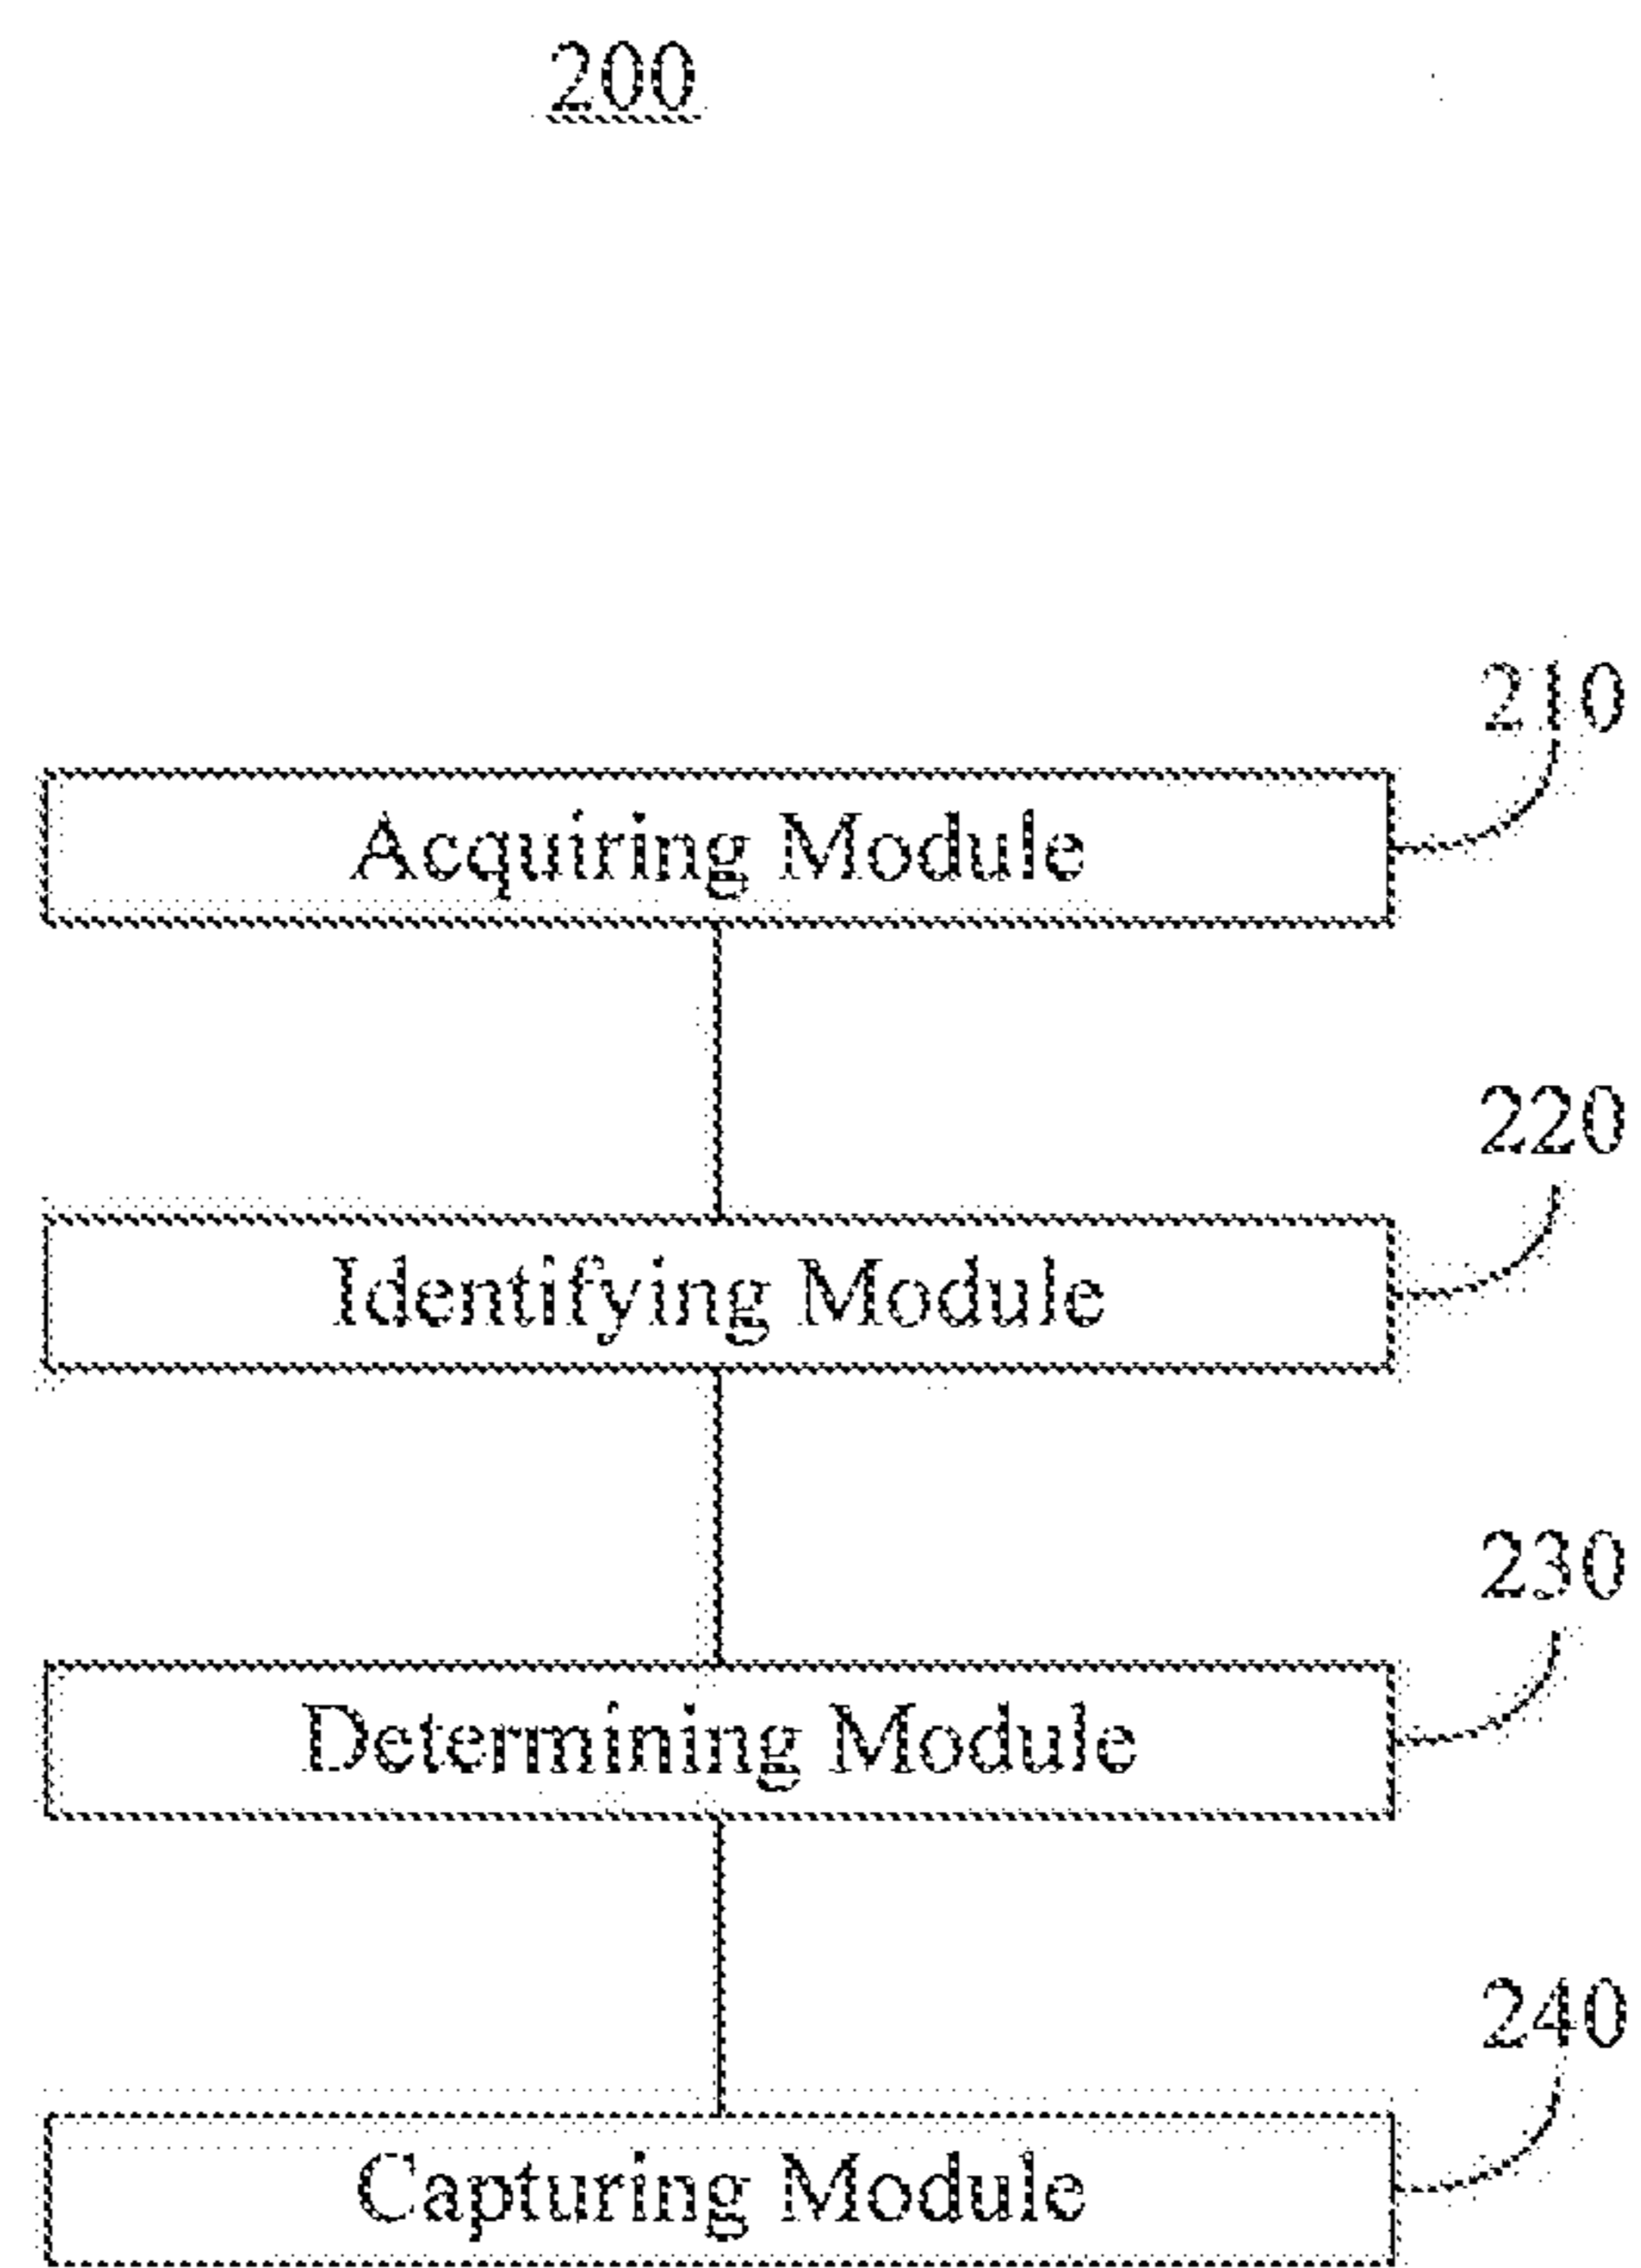 200
210
Acquiring Module
220
Identifying Module
230
Determining Module
240
Capturing Module